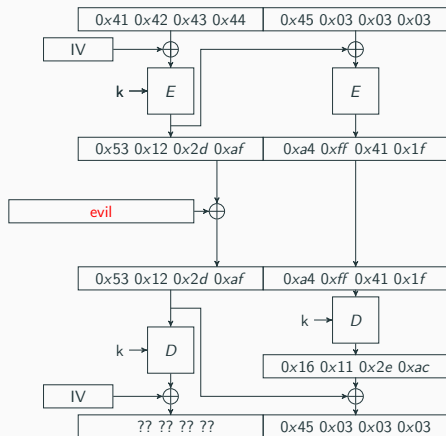 0x41 0x42 0x43 0x44 0x45 0x03 0x03 0x03
IV
k E E
0x53 0x12 0x2d 0xaf 0xa4 0xff 0x41 0x1f
evil
0x53 0x12 0x2d 0xaf 0xa4 0xff 0x41 0x1f
k D
k D
0x16 0x11 0x2e 0xac
IV
?? ?? ?? ?? 0x45 0x03 0x03 0x03